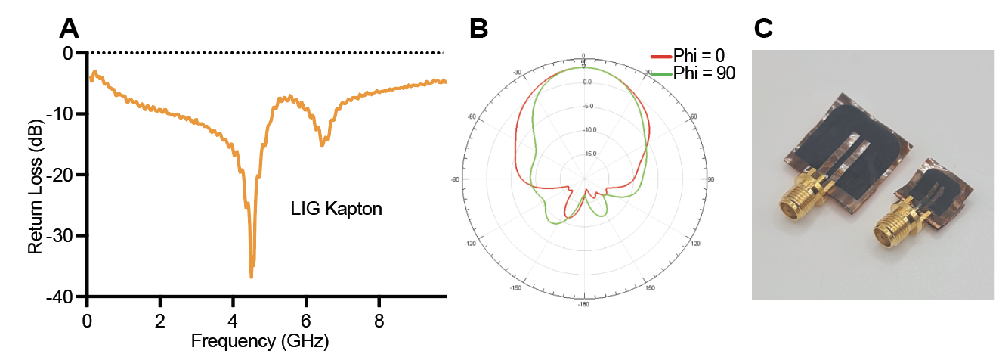 A
0
-10
-20
-30
-40
Return Loss (dB)
LIG Kapton
0 2 4 6 8
Frequency (GHz)
B
Phi = 0
Phi = 90
0
-30 30
-60 60
-90 90
-120 120
-150 150
-180
0.0
-5.0
-10.0
-15.0
C